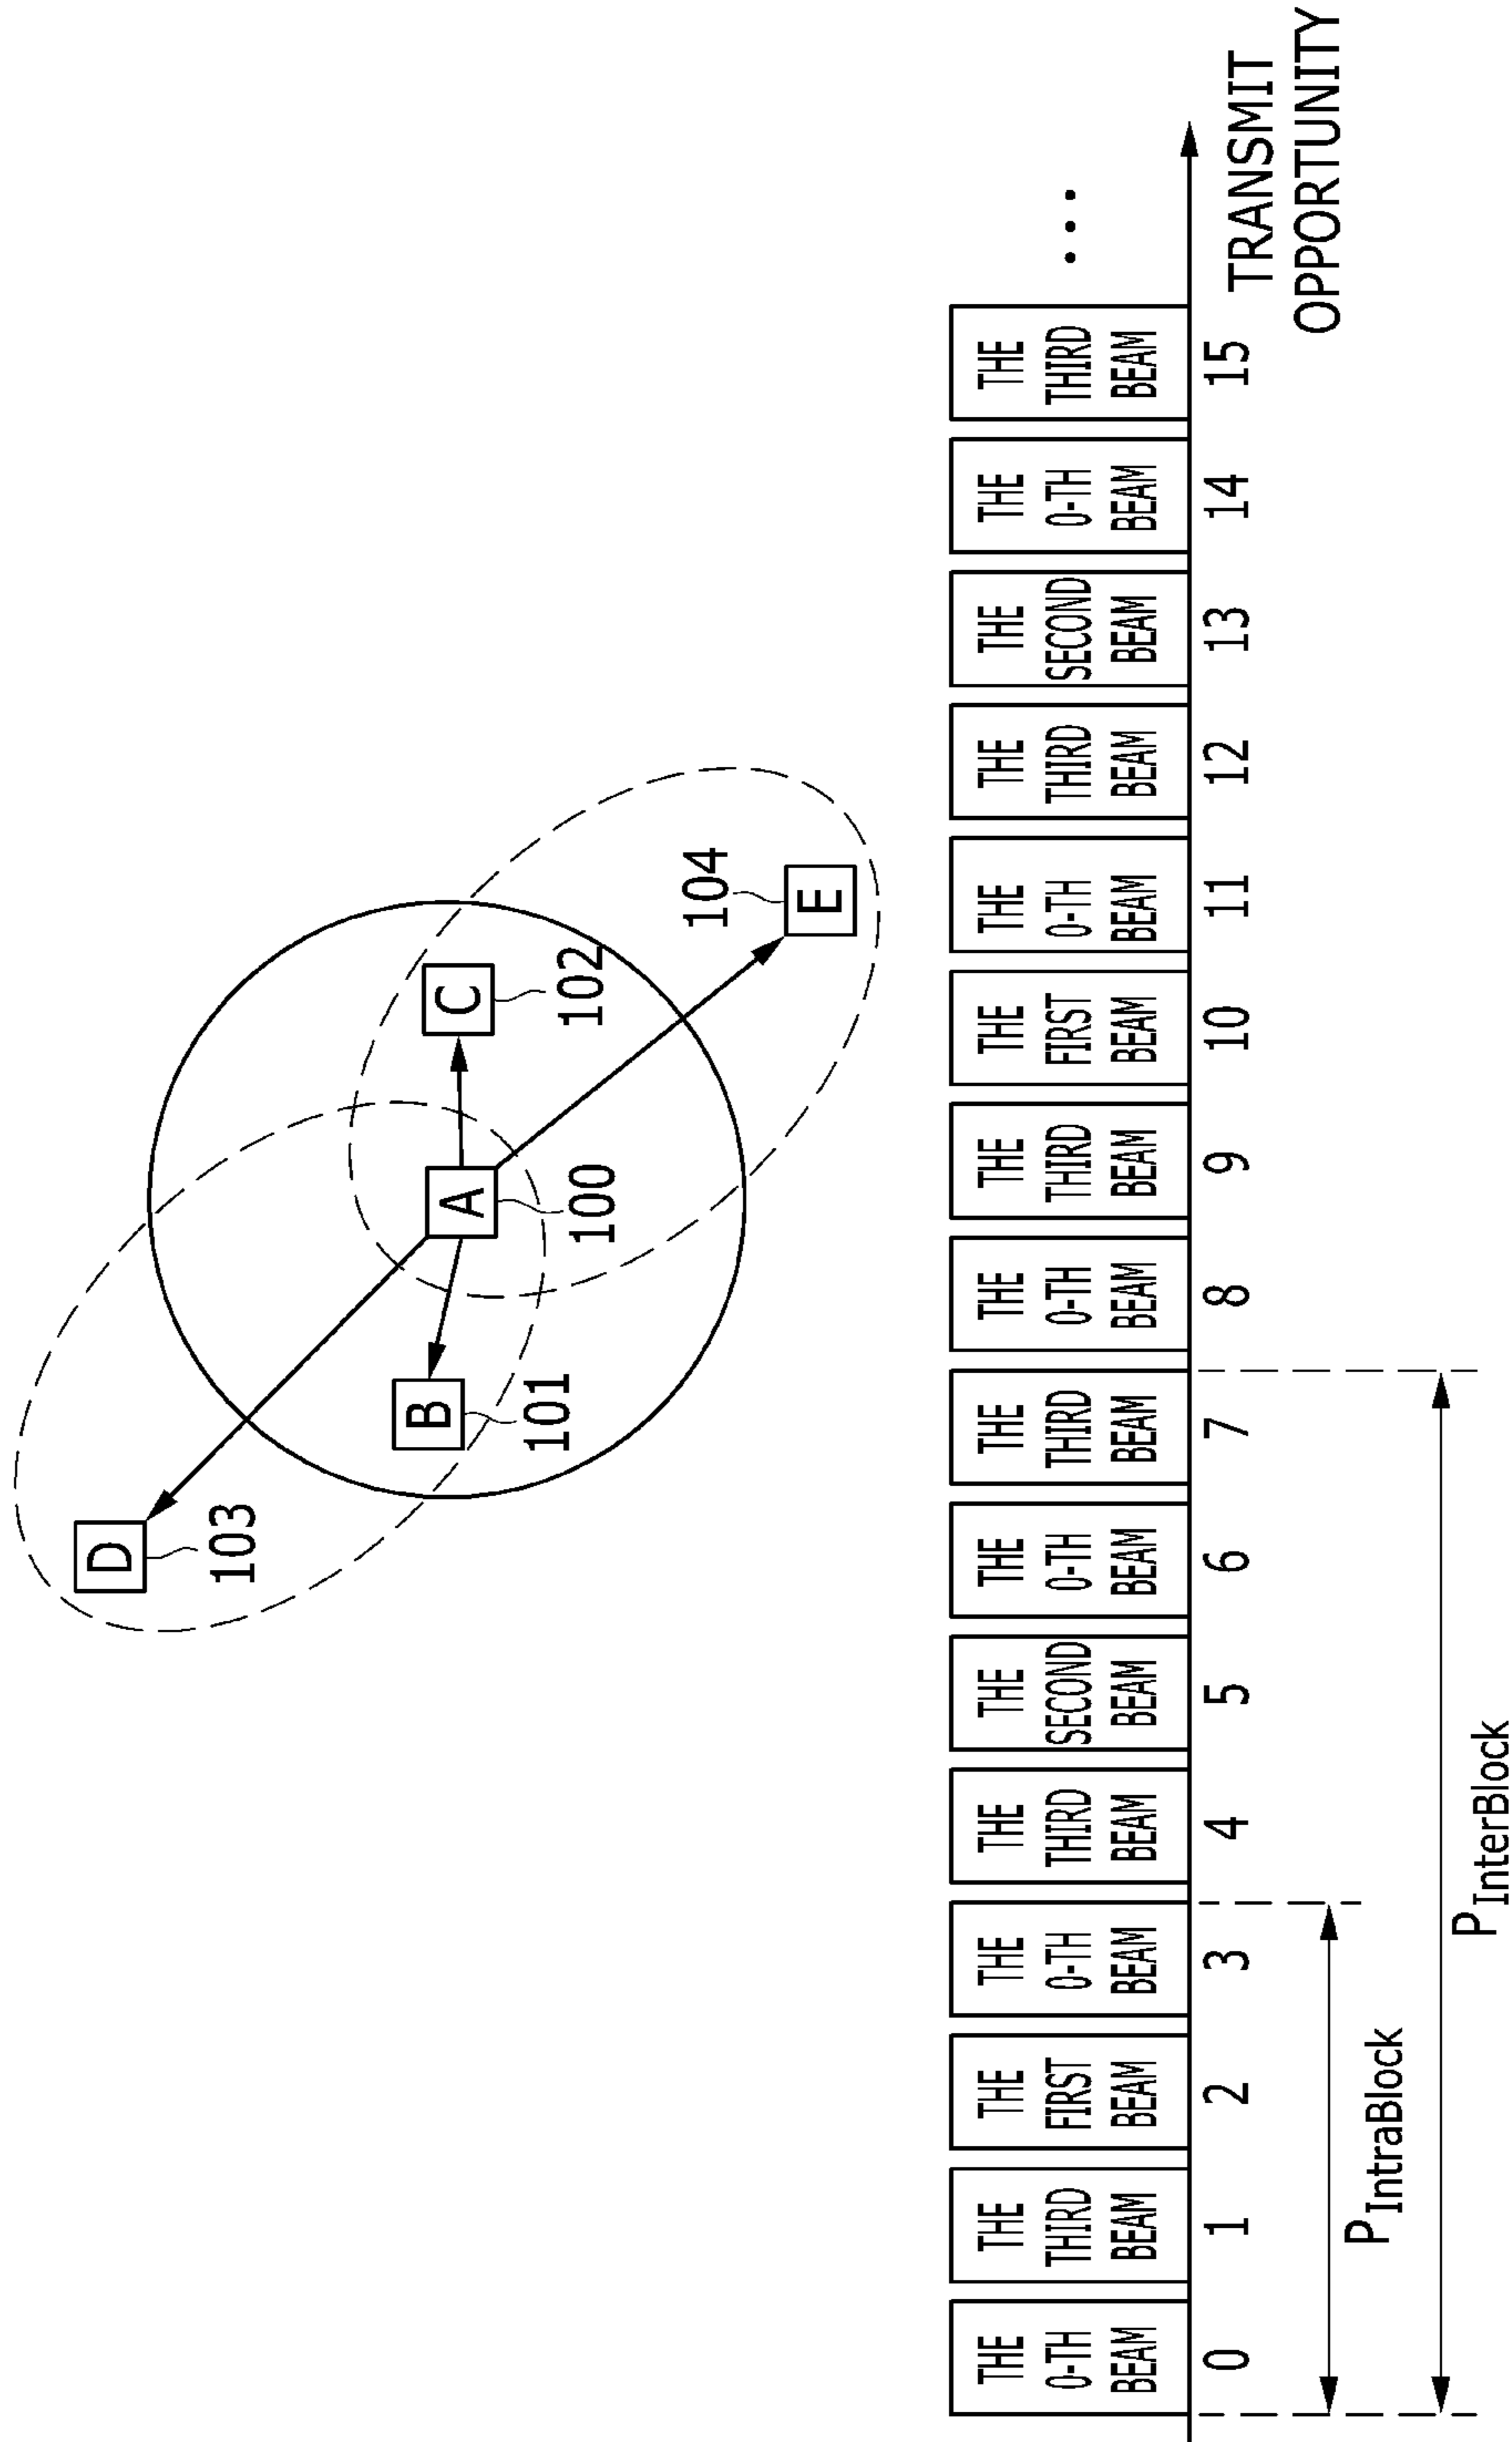 D
103
B
101
A
100
C
102
E
104
THE
0-TH
BEAM
THE
THIRD
BEAM
THE
FIRST
BEAM
THE
0-TH
BEAM
THE
THIRD
BEAM
THE
SECOND
BEAM
THE
0-TH
BEAM
THE
THIRD
BEAM
THE
0-TH
BEAM
THE
THIRD
BEAM
THE
FIRST
BEAM
THE
0-TH
BEAM
THE
THIRD
BEAM
THE
SECOND
BEAM
THE
0-TH
BEAM
THE
THIRD
BEAM
...
0 1 2 3 4 5 6 7 8 9 10 11 12 13 14 15
TRANSMIT
OPPORTUNITY
PIntraBlock
PInterBlock